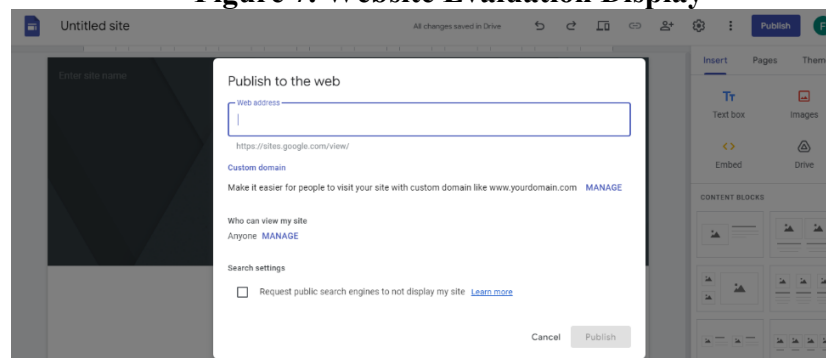 Figure 7. Website Evaluation Display
Untitled site
All changes saved in Drive
Publish
F
Insert Pages Them
Enter site name
Publish to the web
Web address
https://sites.google.com/view/
Custom domain
Make it easier for people to visit your site with custom domain like www.yourdomain.com MANAGE
Who can view my site
Anyone MANAGE
Search settings
Request public search engines to not display my site Learn more
Cancel Publish
Tт
Text box Images
Embed Drive
CONTENT BLOCKS